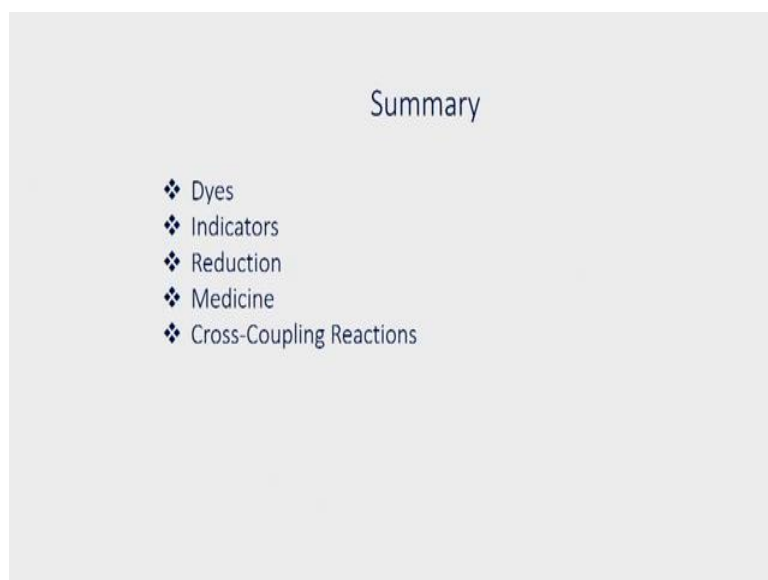 Summary
❖ Dyes
❖ Indicators
❖ Reduction
❖ Medicine
❖ Cross-Coupling Reactions